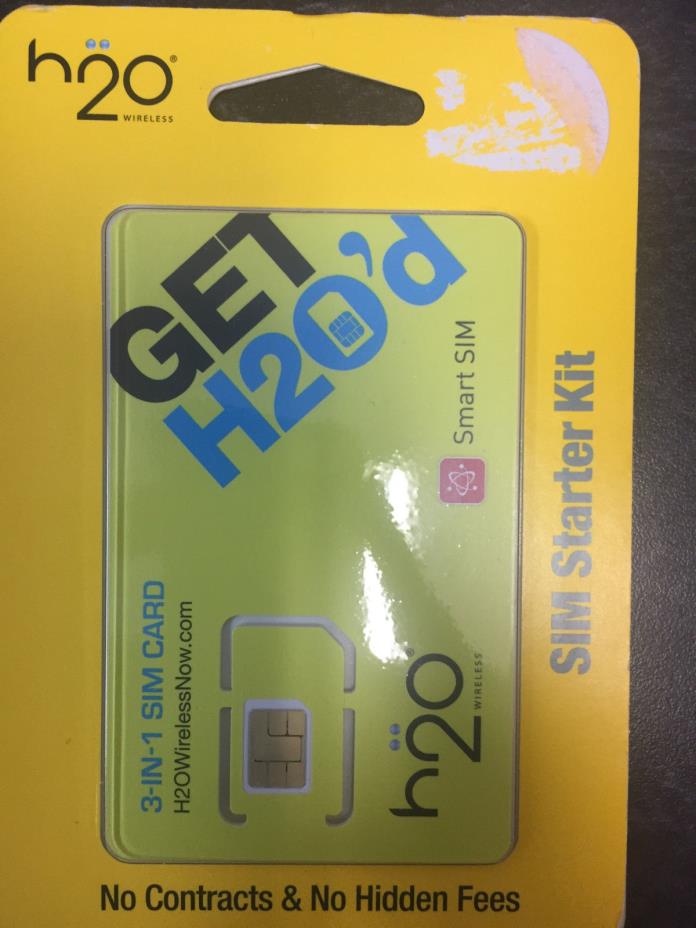 h2o®
WIRELESS
GET
H2O'd
Smart SIM
3-IN-1 SIM CARD
H2OWirelessNow.com
h2o®
WIRELESS
SIM Starter Kit
No Contracts & No Hidden Fees